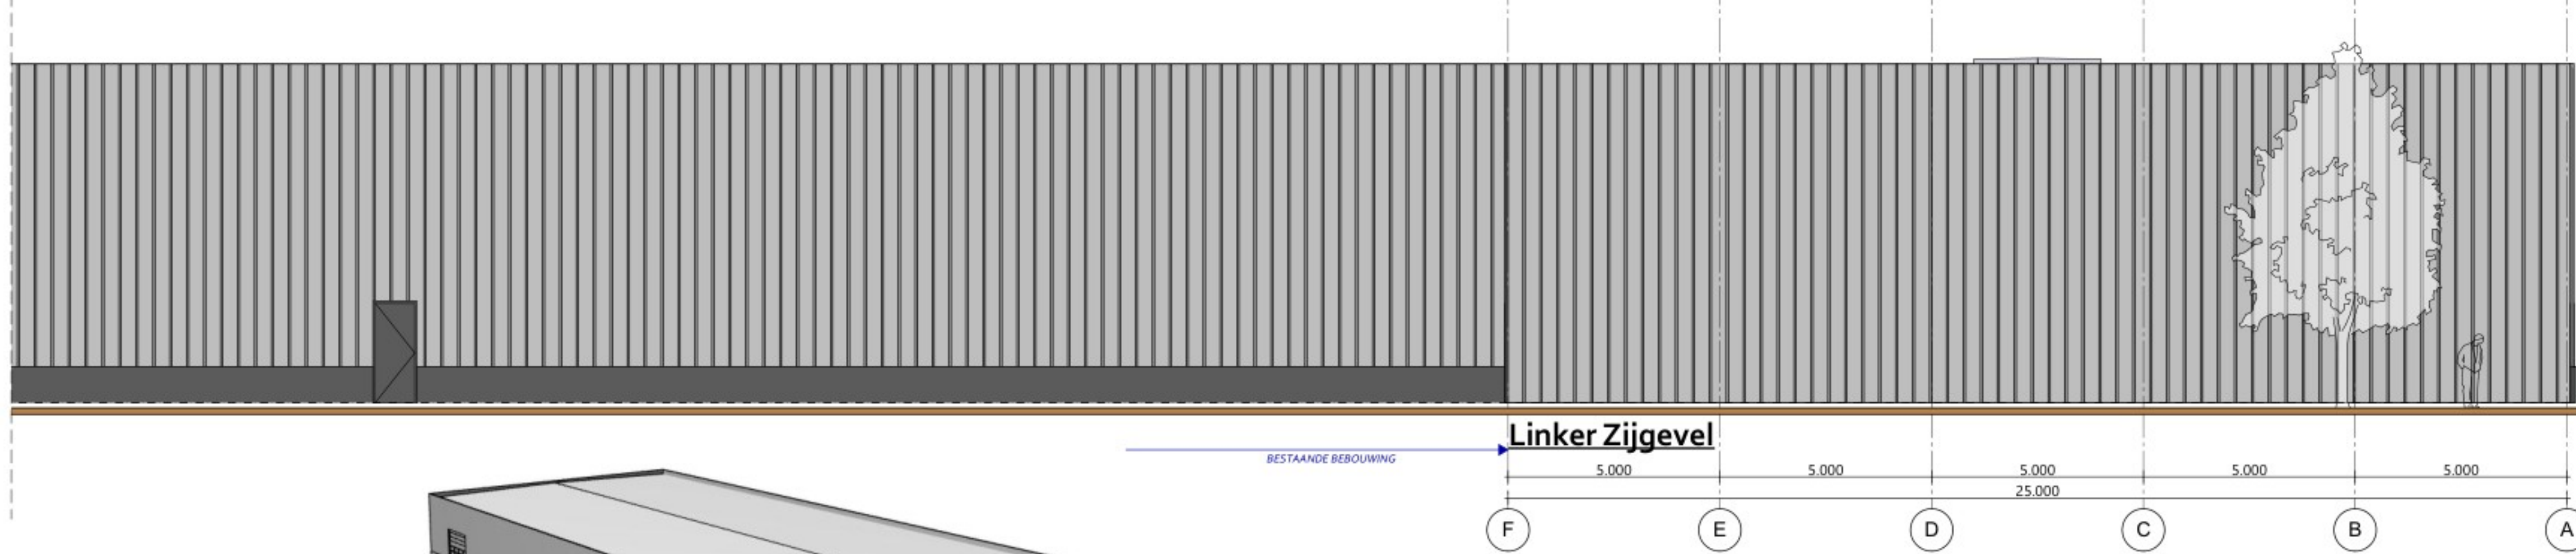 Linker Zijgevel
BESTAANDE BEBOUWING
5.000 5.000 5.000 5.000 5.000
25.000
F E D C B A